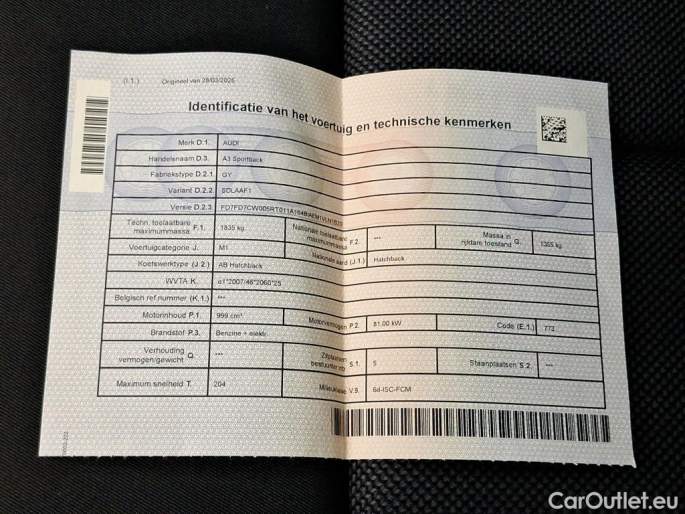 (I.1.) Origineel van 28/03/2025
Identificatie van het voertuig en technische kenmerken
Merk D.1. AUDI
Handelsnaam D.3. A3 Sportback
Fabriekstype D.2.1. GY
Variant D.2.2. SDLAAF1
Versie D.2.3.
Techn. toelaatbare maximummassa F.1. 1835 kg Nationale toelaatbare maximummassa F.2. *** Massa in rijklare toestand G. 1365 kg
Voertuigcategorie J. M1 Nationale aard (J.1.) Hatchback
Koetswerktype (J.2.) AB Hatchback
WVTA K. e1*2007/46*2060*25
Belgisch ref.nummer (K.1.) ***
Motorinhoud P.1. 999 cm³ Motorvermogen P.2. 81,00 kW Code (E.1.) 773
Brandstof P.3. Benzine + elektr.
Verhouding vermogen/gewicht Q. *** Zitplaatsen bestuurder inb S.1. 5 Staanplaatsen S.2. ***
Maximum snelheid T. 204 Milieuklasse V.9. 6d-ISC-FCM
CarOutlet.eu